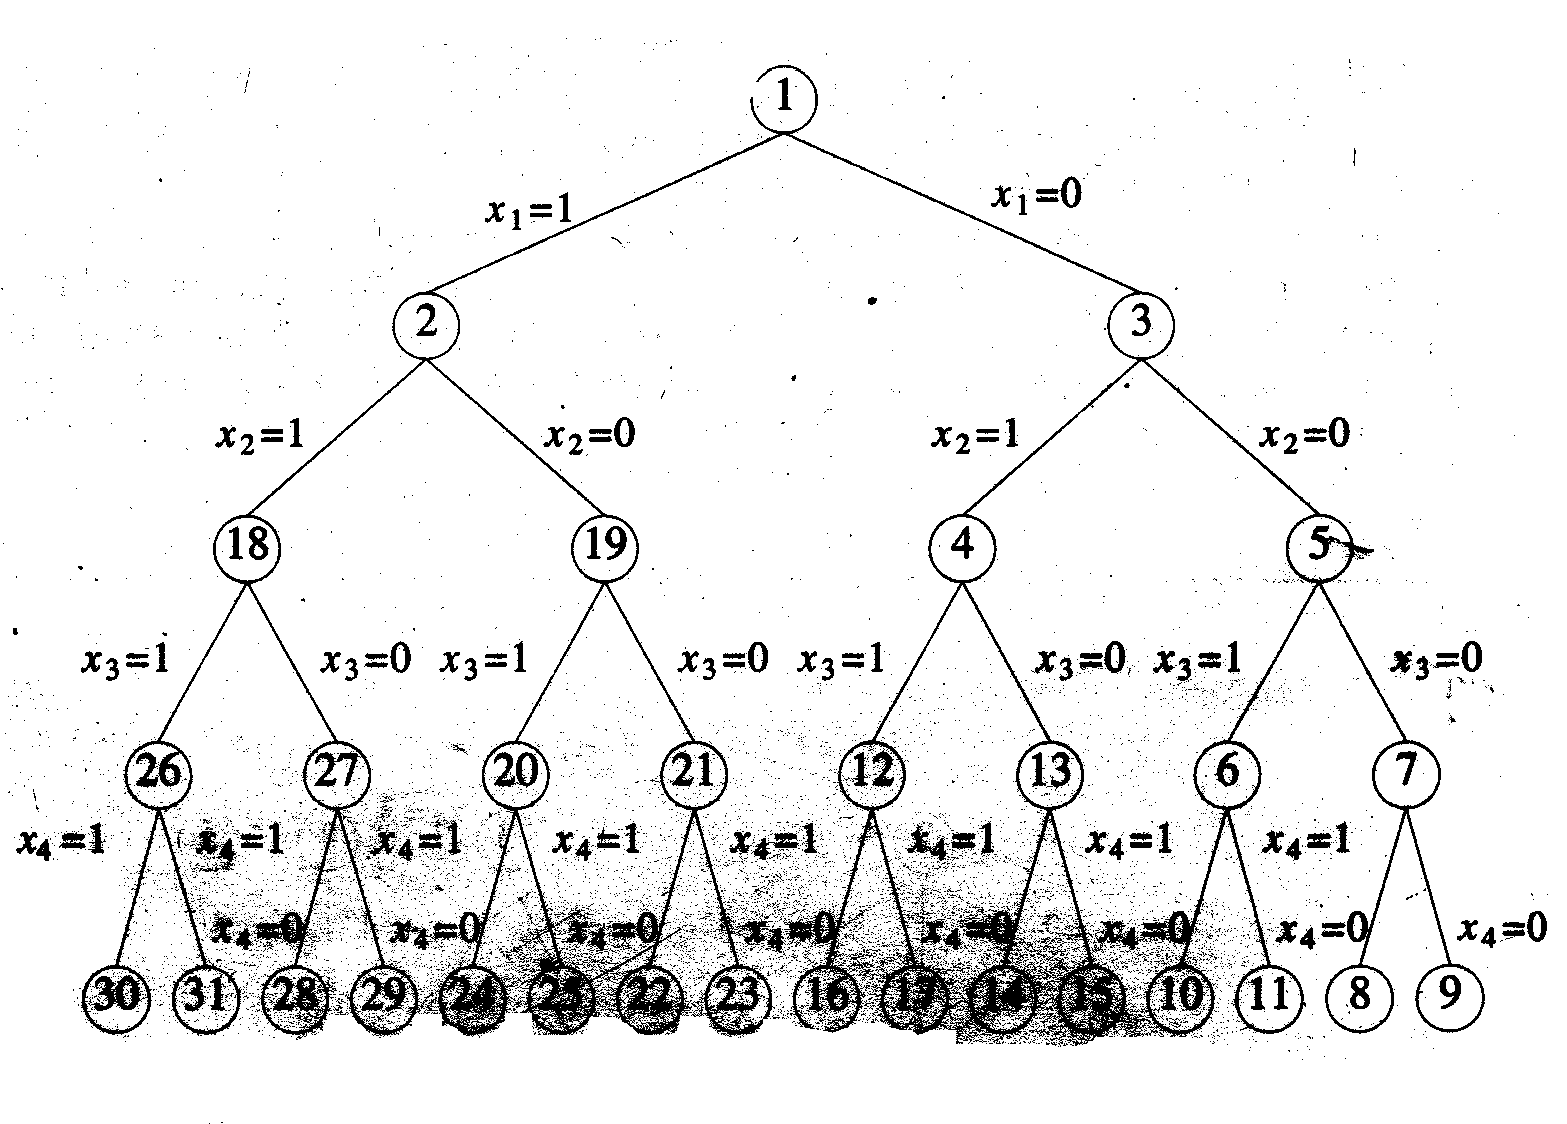 1
x1=1 x1=0
2 3
x2=1 x2=0 x2=1 x2=0
18 19 4 5
x3=1 x3=0 x3=1 x3=0 x3=1 x3=0 x3=1 x3=0
26 27 20 21 12 13 6 7
x4=1 x4=1 x4=1 x4=1 x4=1 x4=1 x4=1 x4=1
x4=0 x4=0 x4=0 x4=0 x4=0 x4=0 x4=0 x4=0
30 31 28 29 24 25 22 23 16 17 14 15 10 11 8 9